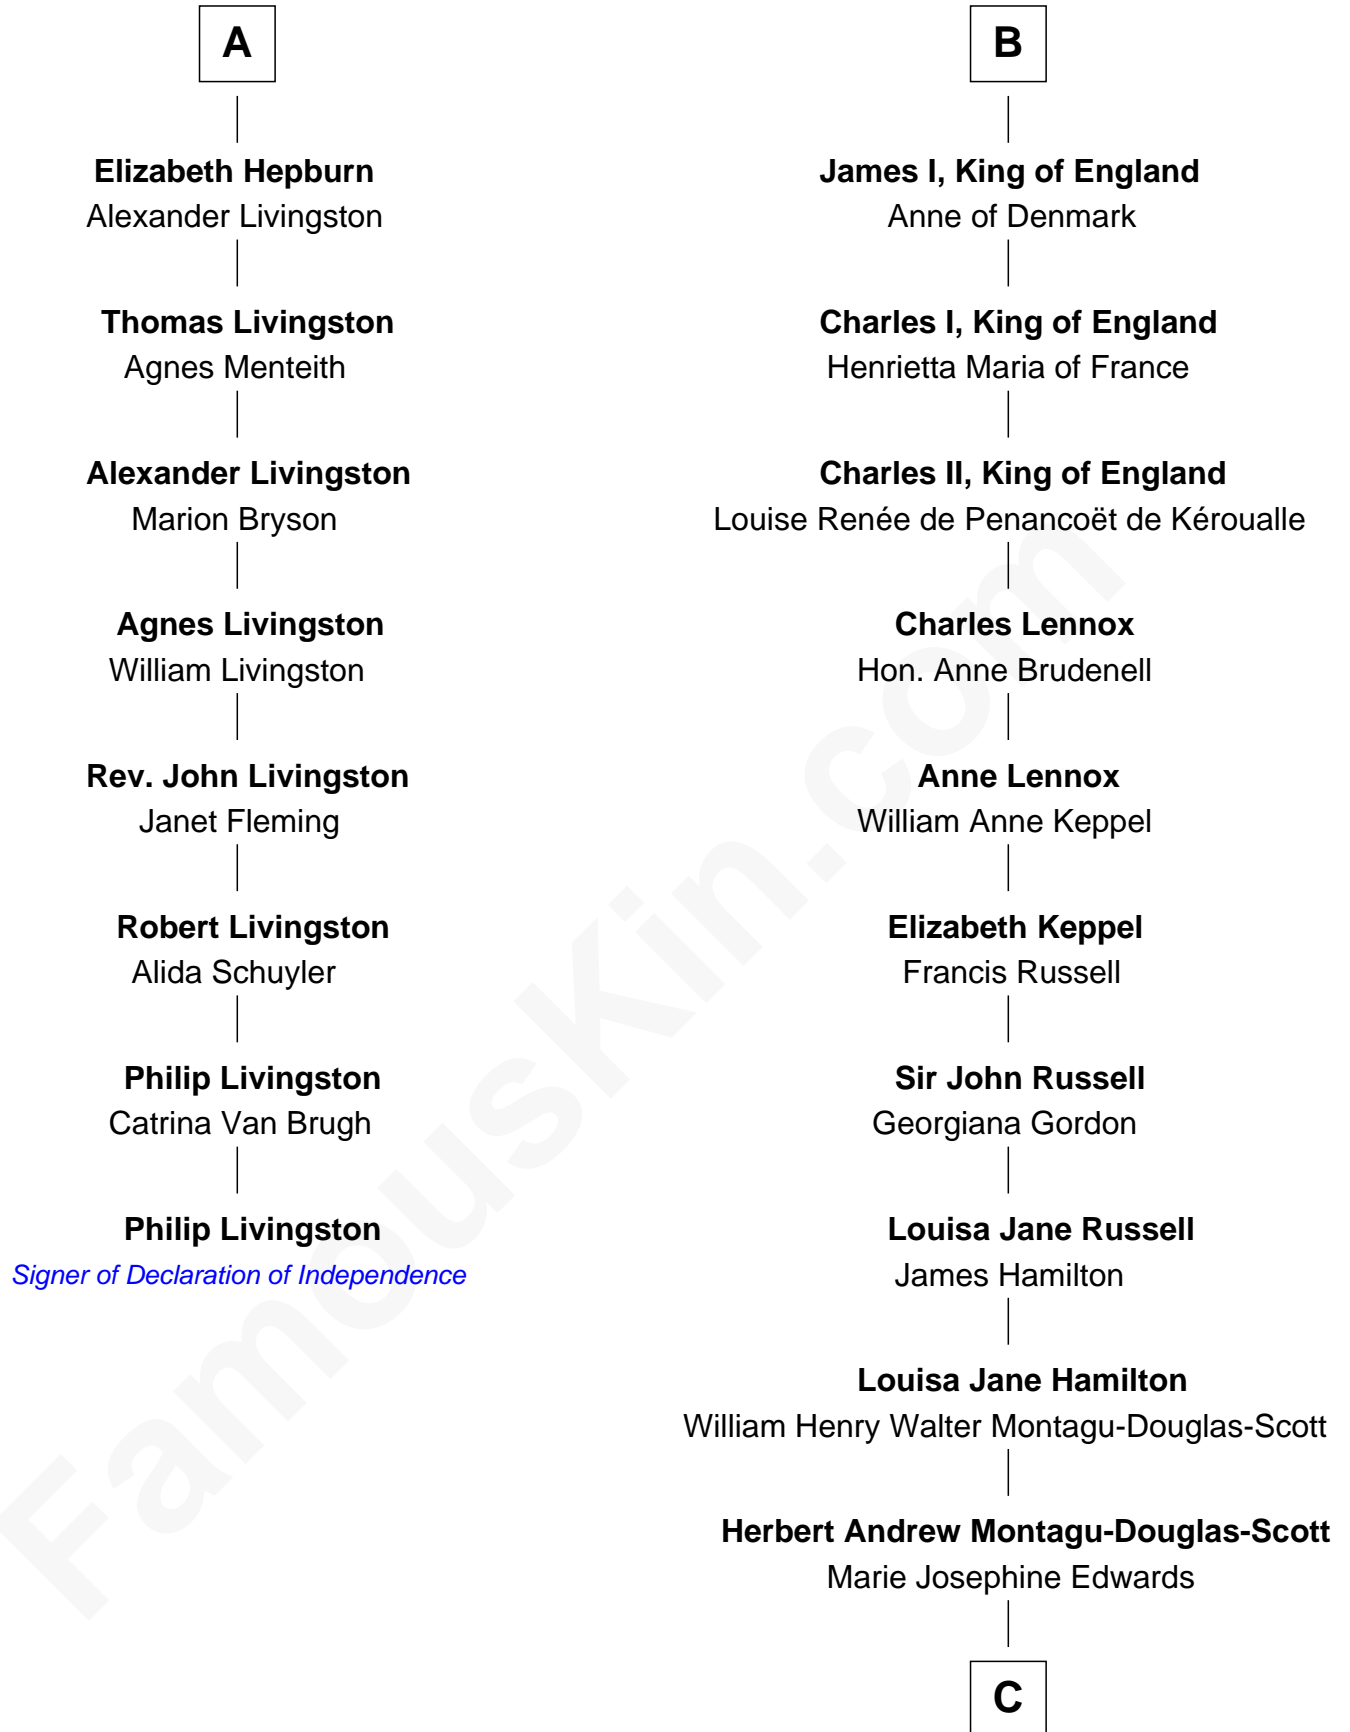 A
Elizabeth Hepburn
Alexander Livingston
Thomas Livingston
Agnes Menteith
Alexander Livingston
Marion Bryson
Agnes Livingston
William Livingston
Rev. John Livingston
Janet Fleming
Robert Livingston
Alida Schuyler
Philip Livingston
Catrina Van Brugh
Philip Livingston
Signer of Declaration of Independence
B
James I, King of England
Anne of Denmark
Charles I, King of England
Henrietta Maria of France
Charles II, King of England
Louise Renée de Penancoët de Kéroualle
Charles Lennox
Hon. Anne Brudenell
Anne Lennox
William Anne Keppel
Elizabeth Keppel
Francis Russell
Sir John Russell
Georgiana Gordon
Louisa Jane Russell
James Hamilton
Louisa Jane Hamilton
William Henry Walter Montagu-Douglas-Scott
Herbert Andrew Montagu-Douglas-Scott
Marie Josephine Edwards
C
FamousKin.com